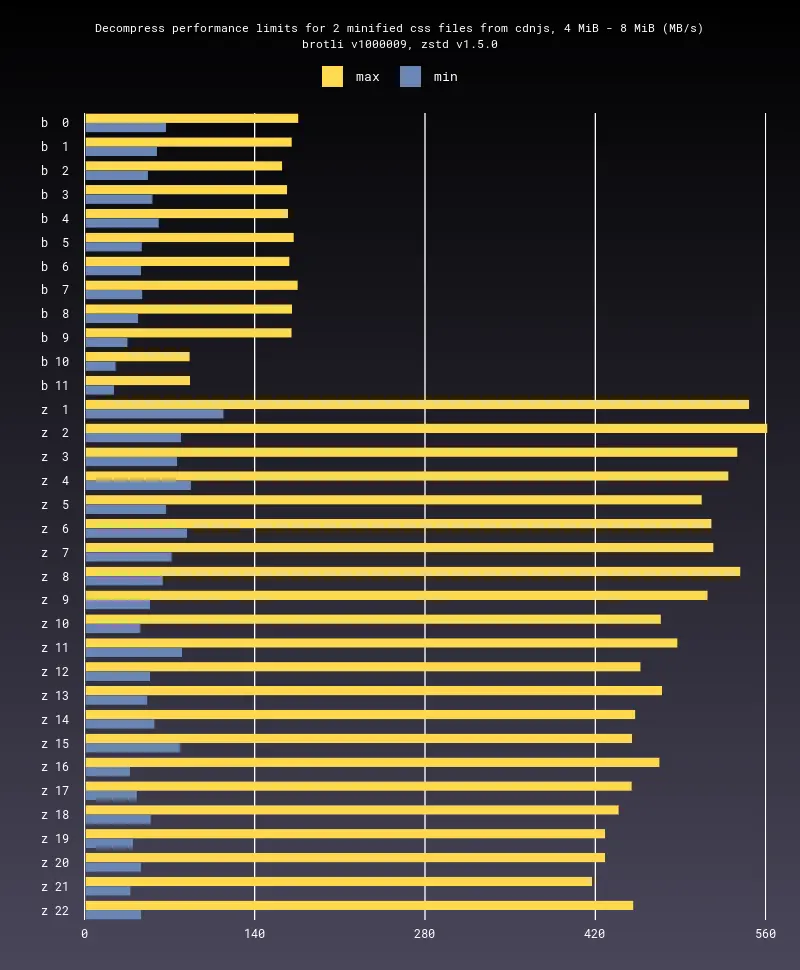 Decompress performance limits for 2 minified css files from cdnjs, 4 MiB - 8 MiB (MB/s)
brotli v1000009, zstd v1.5.0
max min
b 0
b 1
b 2
b 3
b 4
b 5
b 6
b 7
b 8
b 9
b 10
b 11
z 1
z 2
z 3
z 4
z 5
z 6
z 7
z 8
z 9
z 10
z 11
z 12
z 13
z 14
z 15
z 16
z 17
z 18
z 19
z 20
z 21
z 22
0 140 280 420 560